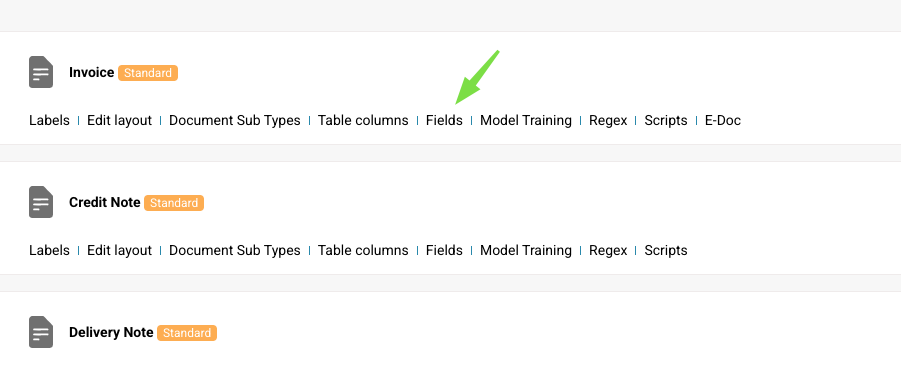 Invoice Standard
Labels | Edit layout | Document Sub Types | Table columns | Fields | Model Training | Regex | Scripts | E-Doc
Credit Note Standard
Labels | Edit layout | Document Sub Types | Table columns | Fields | Model Training | Regex | Scripts
Delivery Note Standard